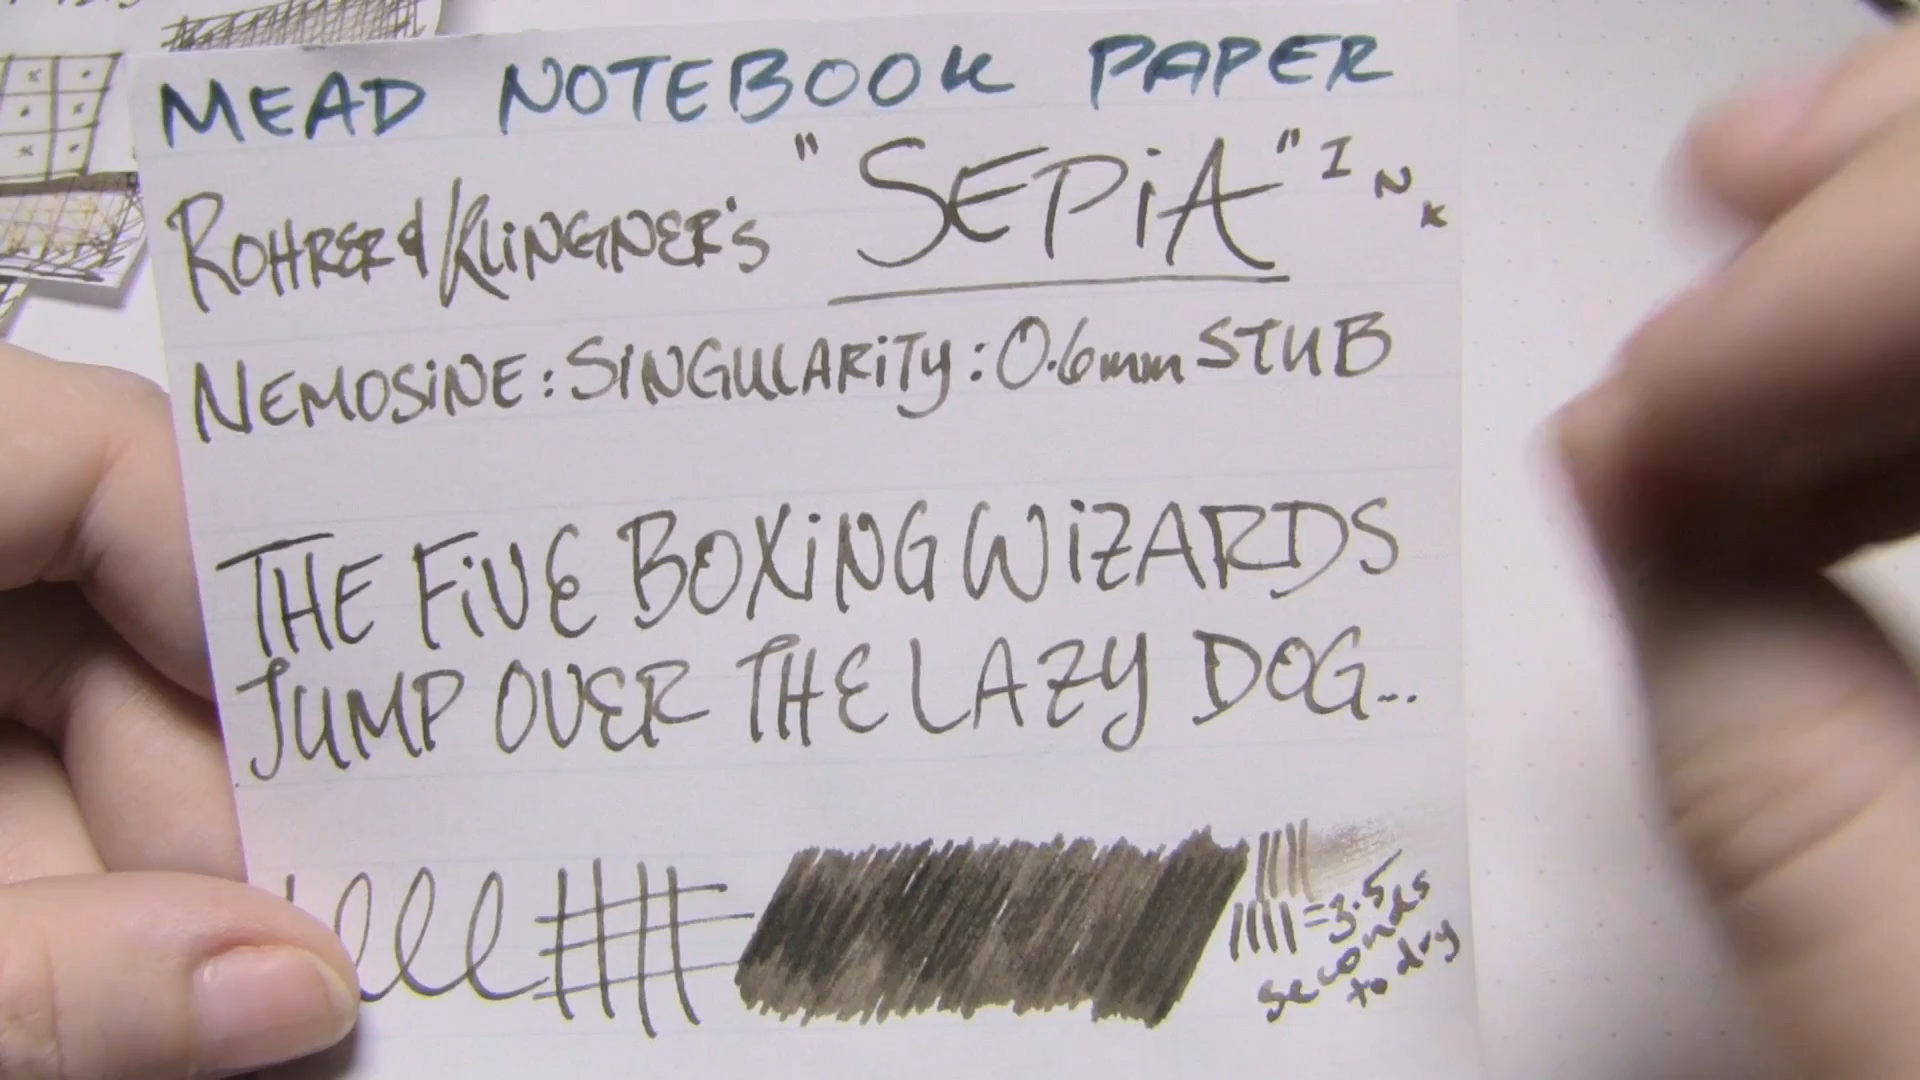 MEAD NOTEBOOK PAPER
ROHRER & KLINGNER'S "SEPiA" INK
NEMOSiNE: SINGULARiTY: 0.6mm STUB
THE FiVE BOXiNG WiZARDS
JUMP OVER THE LAZY DOG...
=3.5
seconds
to dry